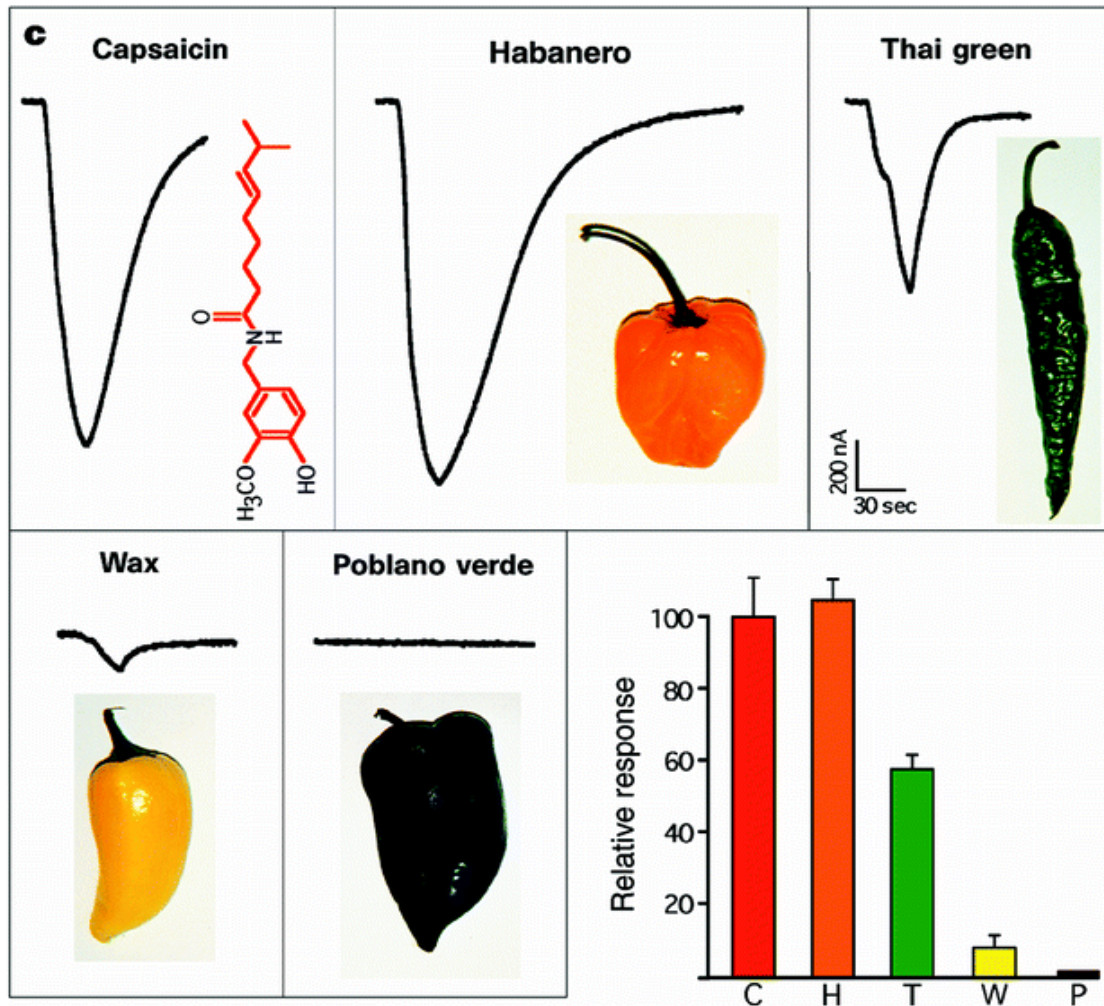 c
Capsaicin
Habanero
Thai green
O
N
H
H₃CO
HO
200 nA
30 sec
Wax
Poblano verde
Relative response
100
80
60
40
20
C H T W P